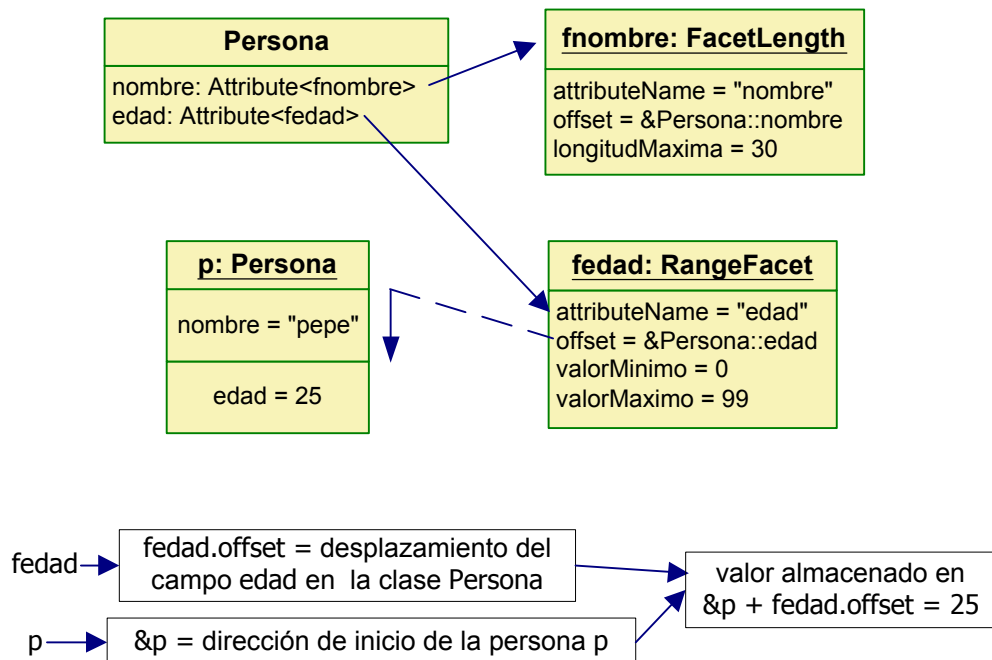 Persona
nombre: Attribute<fnombre>
edad: Attribute<fedad>
fnombre: FacetLength
attributeName = "nombre"
offset = &Persona::nombre
longitudMaxima = 30
p: Persona
nombre = "pepe"
edad = 25
fedad: RangeFacet
attributeName = "edad"
offset = &Persona::edad
valorMinimo = 0
valorMaximo = 99
fedad
fedad.offset = desplazamiento del
campo edad en la clase Persona
p
&p = dirección de inicio de la persona p
valor almacenado en
&p + fedad.offset = 25